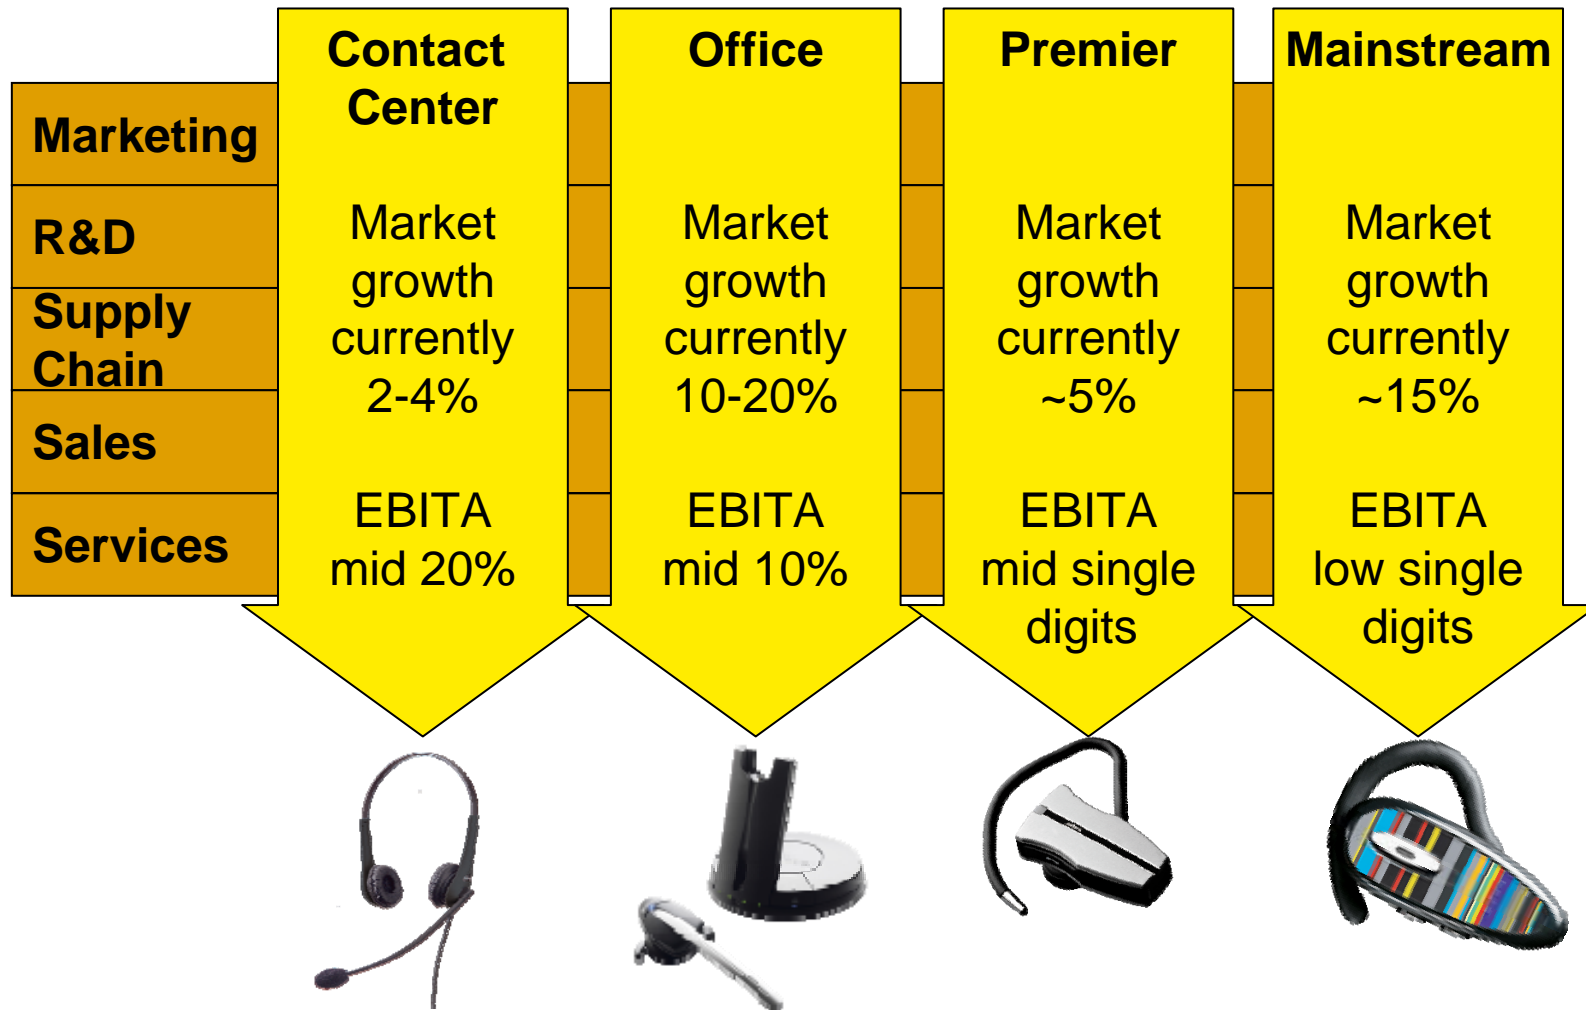 Marketing
R&D
Supply
Chain
Sales
Services
Contact
Center
Market
growth
currently
2-4%
EBITA
mid 20%
Office
Market
growth
currently
10-20%
EBITA
mid 10%
Premier
Market
growth
currently
~5%
EBITA
mid single
digits
Mainstream
Market
growth
currently
~15%
EBITA
low single
digits